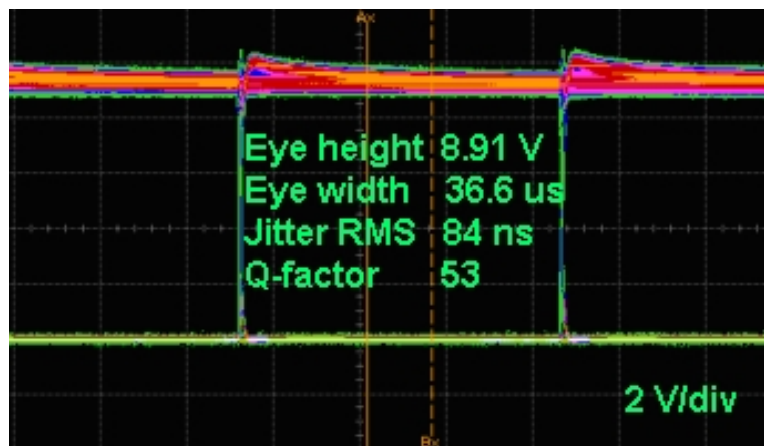 Ax
Eye height 8.91 V
Eye width 36.6 us
Jitter RMS 84 ns
Q-factor 53
2 V/div
Bx